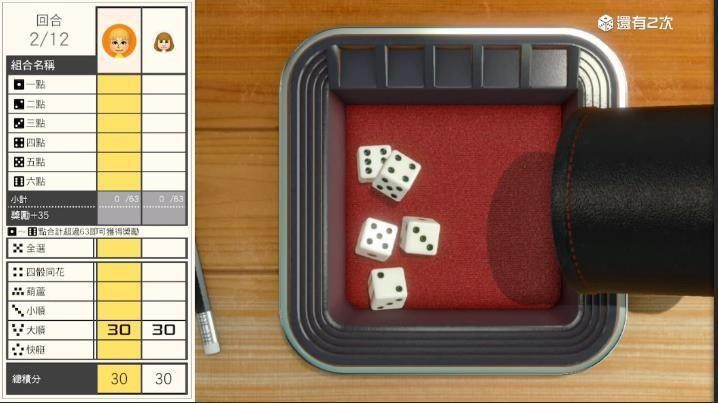 回合
2/12
還有2次
組合名稱
一點
二點
三點
四點
五點
六點
小計 0 /63 0 /63
獎勵+35
～ 點合計超過63即可獲得獎勵
全選
四骰同花
葫蘆
小順
大順 30 30
快艇
總積分 30 30